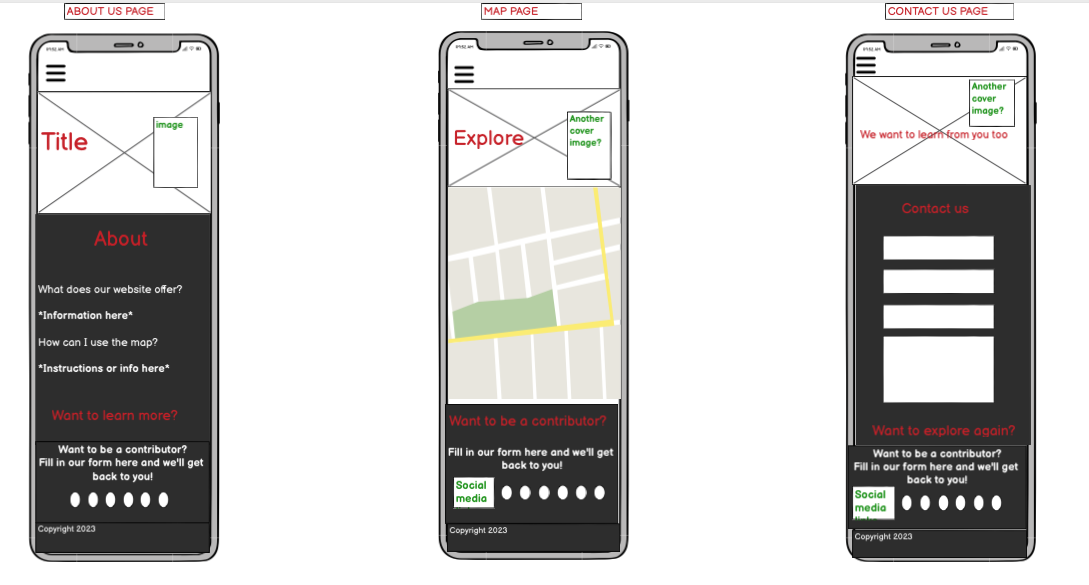 ABOUT US PAGE
Title
image
About
What does our website offer?
*Information here*
How can I use the map?
*Instructions or info here*
Want to learn more?
Want to be a contributor?
Fill in our form here and we'll get
back to you!
Copyright 2023
MAP PAGE
Explore
Another
cover
image?
Want to be a contributor?
Fill in our form here and we'll get
back to you!
Social
media
Copyright 2023
CONTACT US PAGE
Another
cover
image?
We want to learn from you too
Contact us
Want to explore again?
Want to be a contributor?
Fill in our form here and we'll get
back to you!
Social
media
Copyright 2023